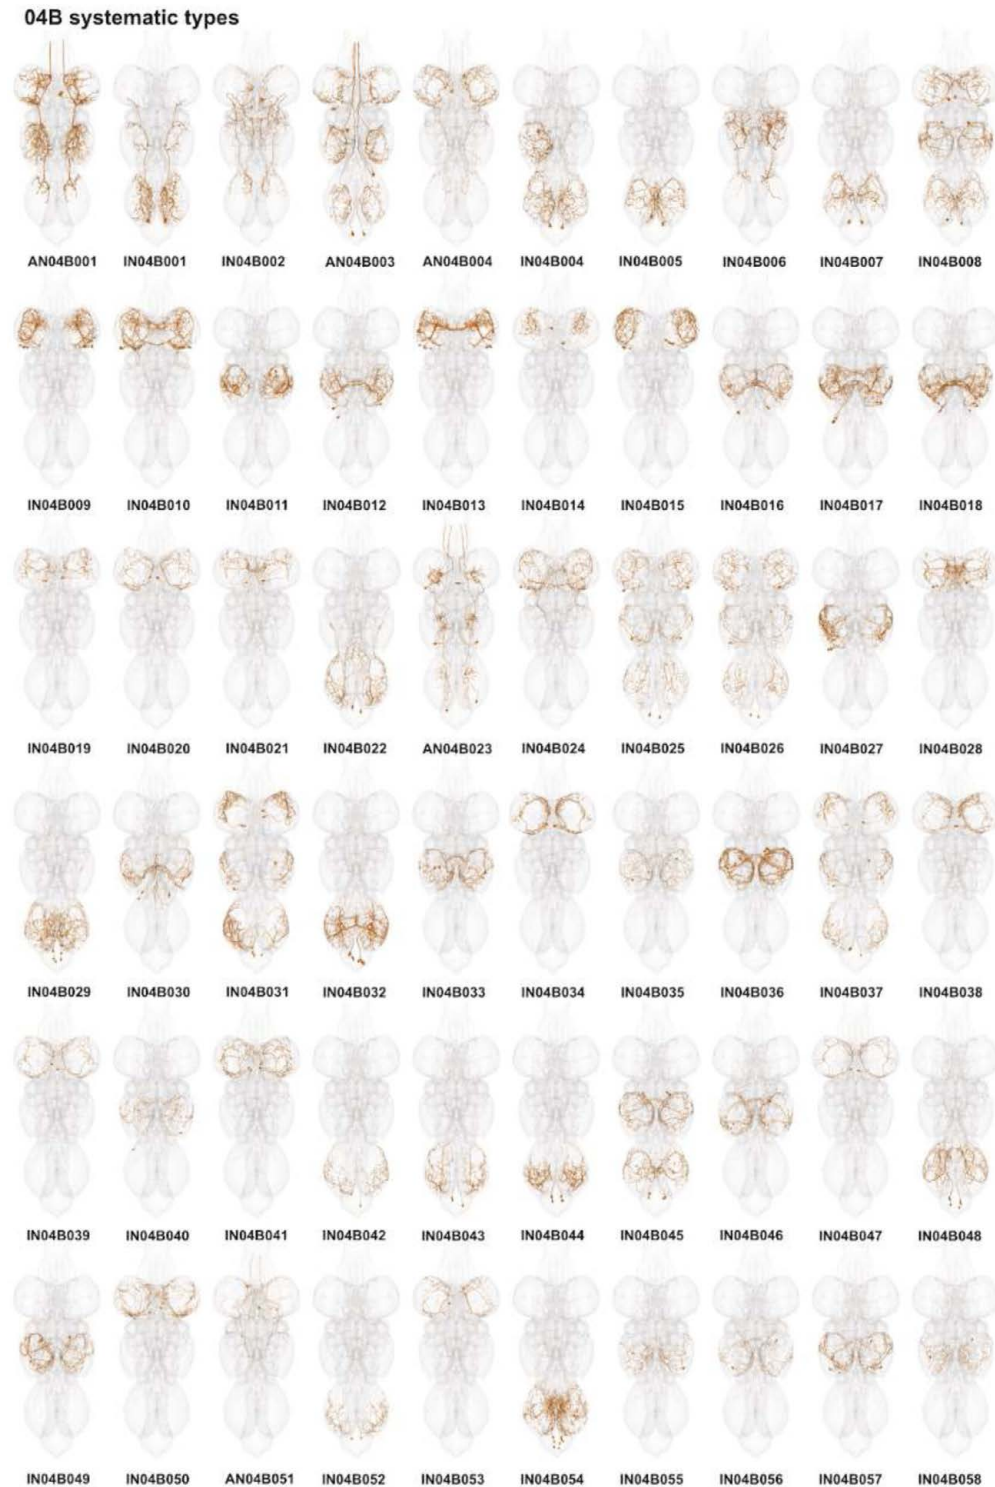 04B systematic types
AN04B001 IN04B001 IN04B002 AN04B003 AN04B004 IN04B004 IN04B005 IN04B006 IN04B007 IN04B008
IN04B009 IN04B010 IN04B011 IN04B012 IN04B013 IN04B014 IN04B015 IN04B016 IN04B017 IN04B018
IN04B019 IN04B020 IN04B021 IN04B022 AN04B023 IN04B024 IN04B025 IN04B026 IN04B027 IN04B028
IN04B029 IN04B030 IN04B031 IN04B032 IN04B033 IN04B034 IN04B035 IN04B036 IN04B037 IN04B038
IN04B039 IN04B040 IN04B041 IN04B042 IN04B043 IN04B044 IN04B045 IN04B046 IN04B047 IN04B048
IN04B049 IN04B050 AN04B051 IN04B052 IN04B053 IN04B054 IN04B055 IN04B056 IN04B057 IN04B058